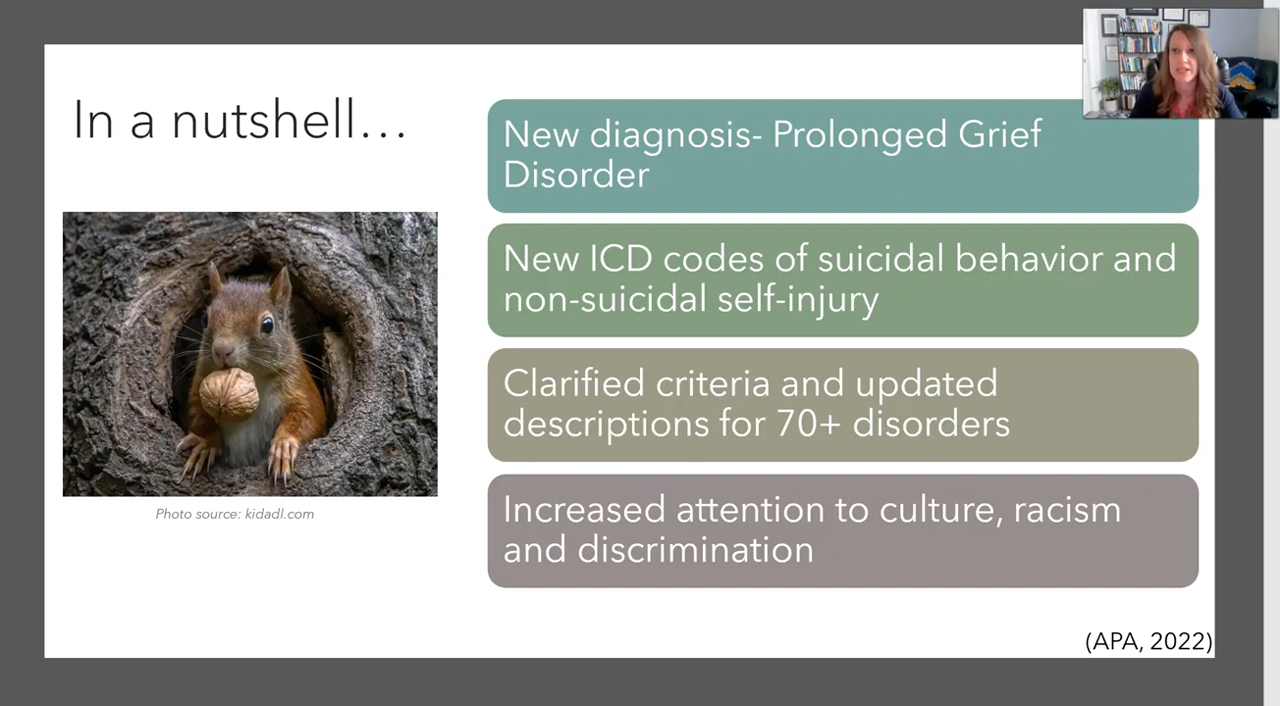 In a nutshell...
Photo source: kidadl.com
New diagnosis- Prolonged Grief
Disorder
New ICD codes of suicidal behavior and
non-suicidal self-injury
Clarified criteria and updated
descriptions for 70+ disorders
Increased attention to culture, racism
and discrimination
(APA, 2022)